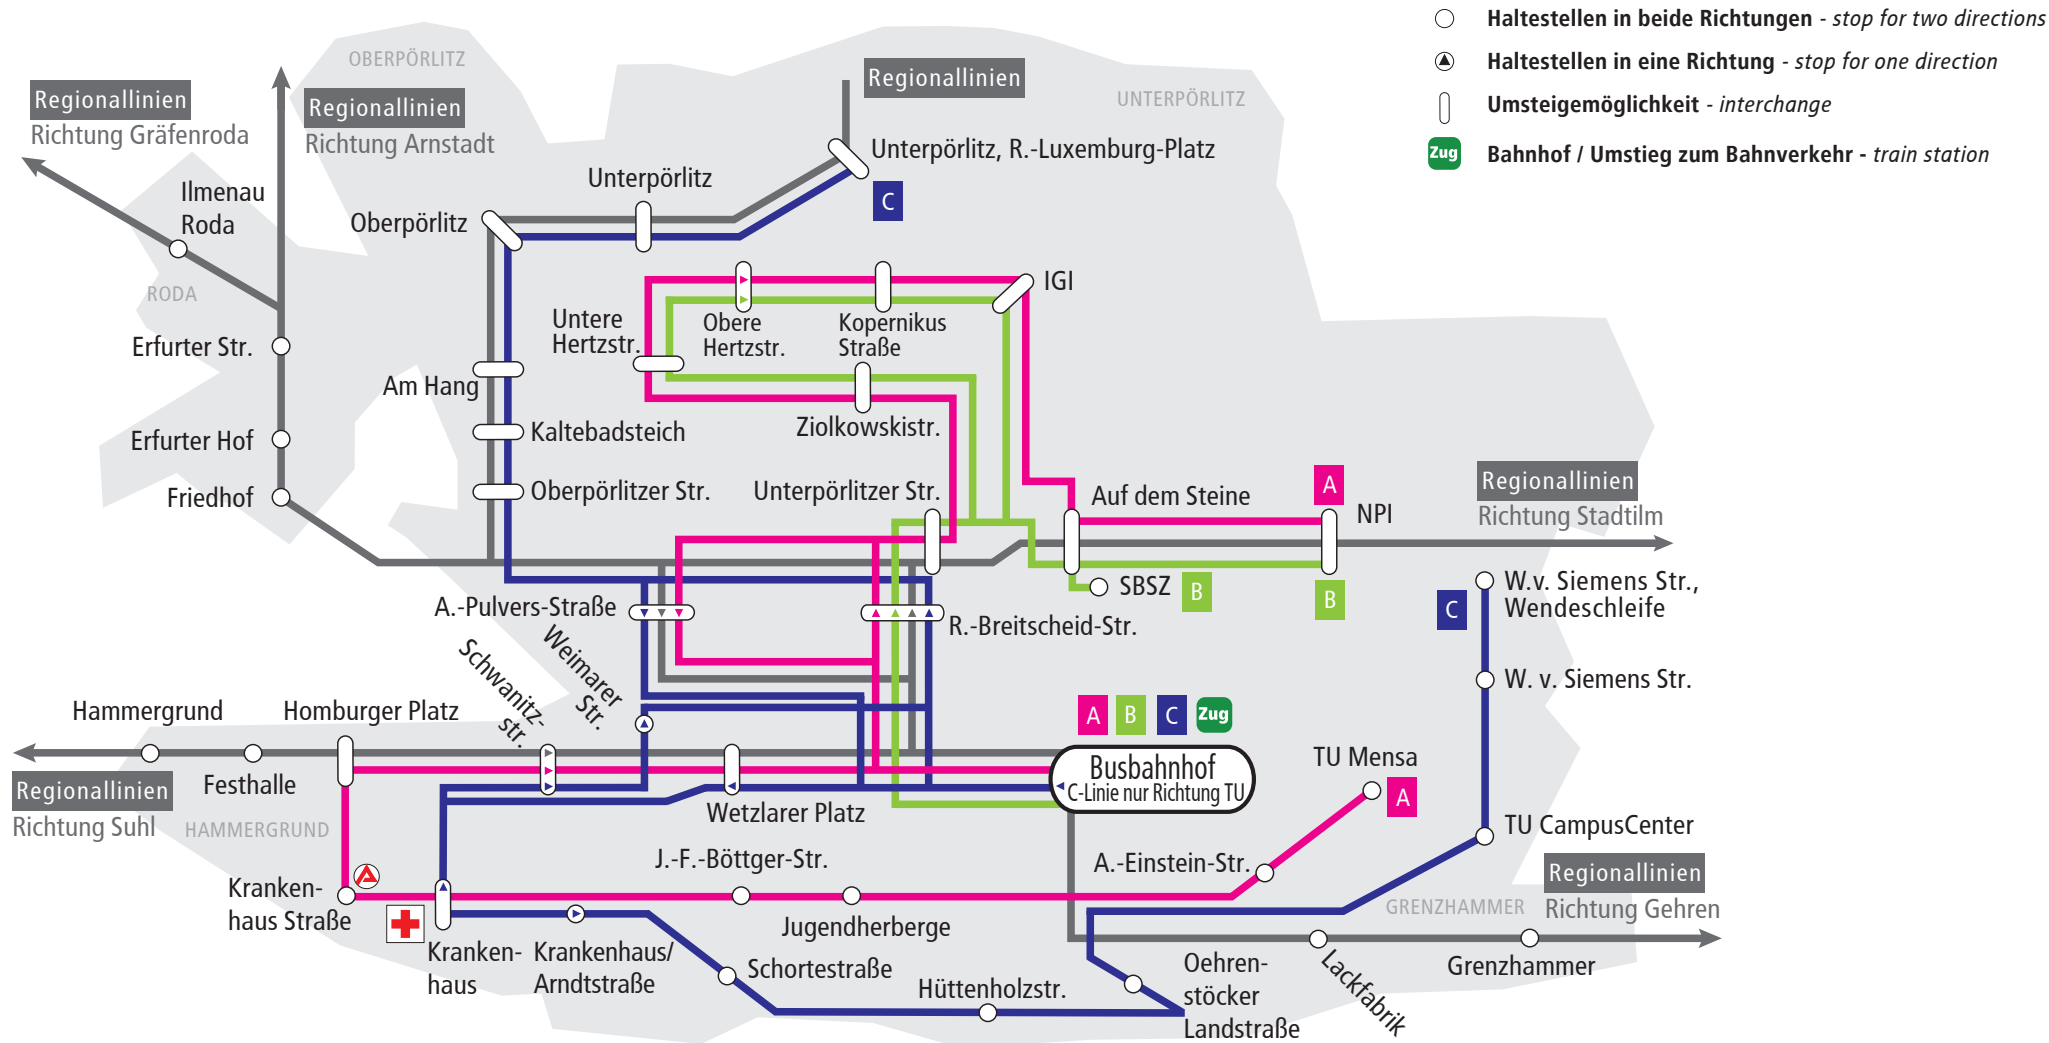 Haltestellen in beide Richtungen - stop for two directions
Haltestellen in eine Richtung - stop for one direction
Umsteigemöglichkeit - interchange
Zug
Bahnhof / Umstieg zum Bahnverkehr - train station
OBERPÖRLITZ
Regionallinien
Richtung Gräfenroda
Regionallinien
Richtung Arnstadt
Regionallinien
UNTERPÖRLITZ
Unterpörlitz, R.-Luxemburg-Platz
C
Ilmenau
Roda
RODA
Unterpörlitz
Oberpörlitz
IGI
Untere
Hertzstr.
Obere
Hertzstr.
Kopernikus
Straße
Erfurter Str.
Am Hang
Ziolkowskistr.
Kaltebadsteich
Erfurter Hof
Friedhof
Oberpörlitzer Str.
Unterpörlitzer Str.
Auf dem Steine
A
NPI
Regionallinien
Richtung Stadtilm
A.-Pulvers-Straße
R.-Breitscheid-Str.
SBSZ
B
B
C
W.v. Siemens Str.,
Wendeschleife
W. v. Siemens Str.
Schwanitz-
str.
Weimarer
Str.
Hammergrund
Homburger Platz
A
B
C
Zug
Busbahnhof
C-Linie nur Richtung TU
TU Mensa
A
Festhalle
Regionallinien
Richtung Suhl
HAMMERGRUND
Wetzlarer Platz
TU CampusCenter
J.-F.-Böttger-Str.
A.-Einstein-Str.
Regionallinien
Richtung Gehren
GRENZHAMMER
Kranken-
haus Straße
Jugendherberge
Kranken-
haus
Krankenhaus/
Arndtstraße
Schortestraße
Hüttenholzstr.
Oehren-
stöcker
Landstraße
Lackfabrik
Grenzhammer